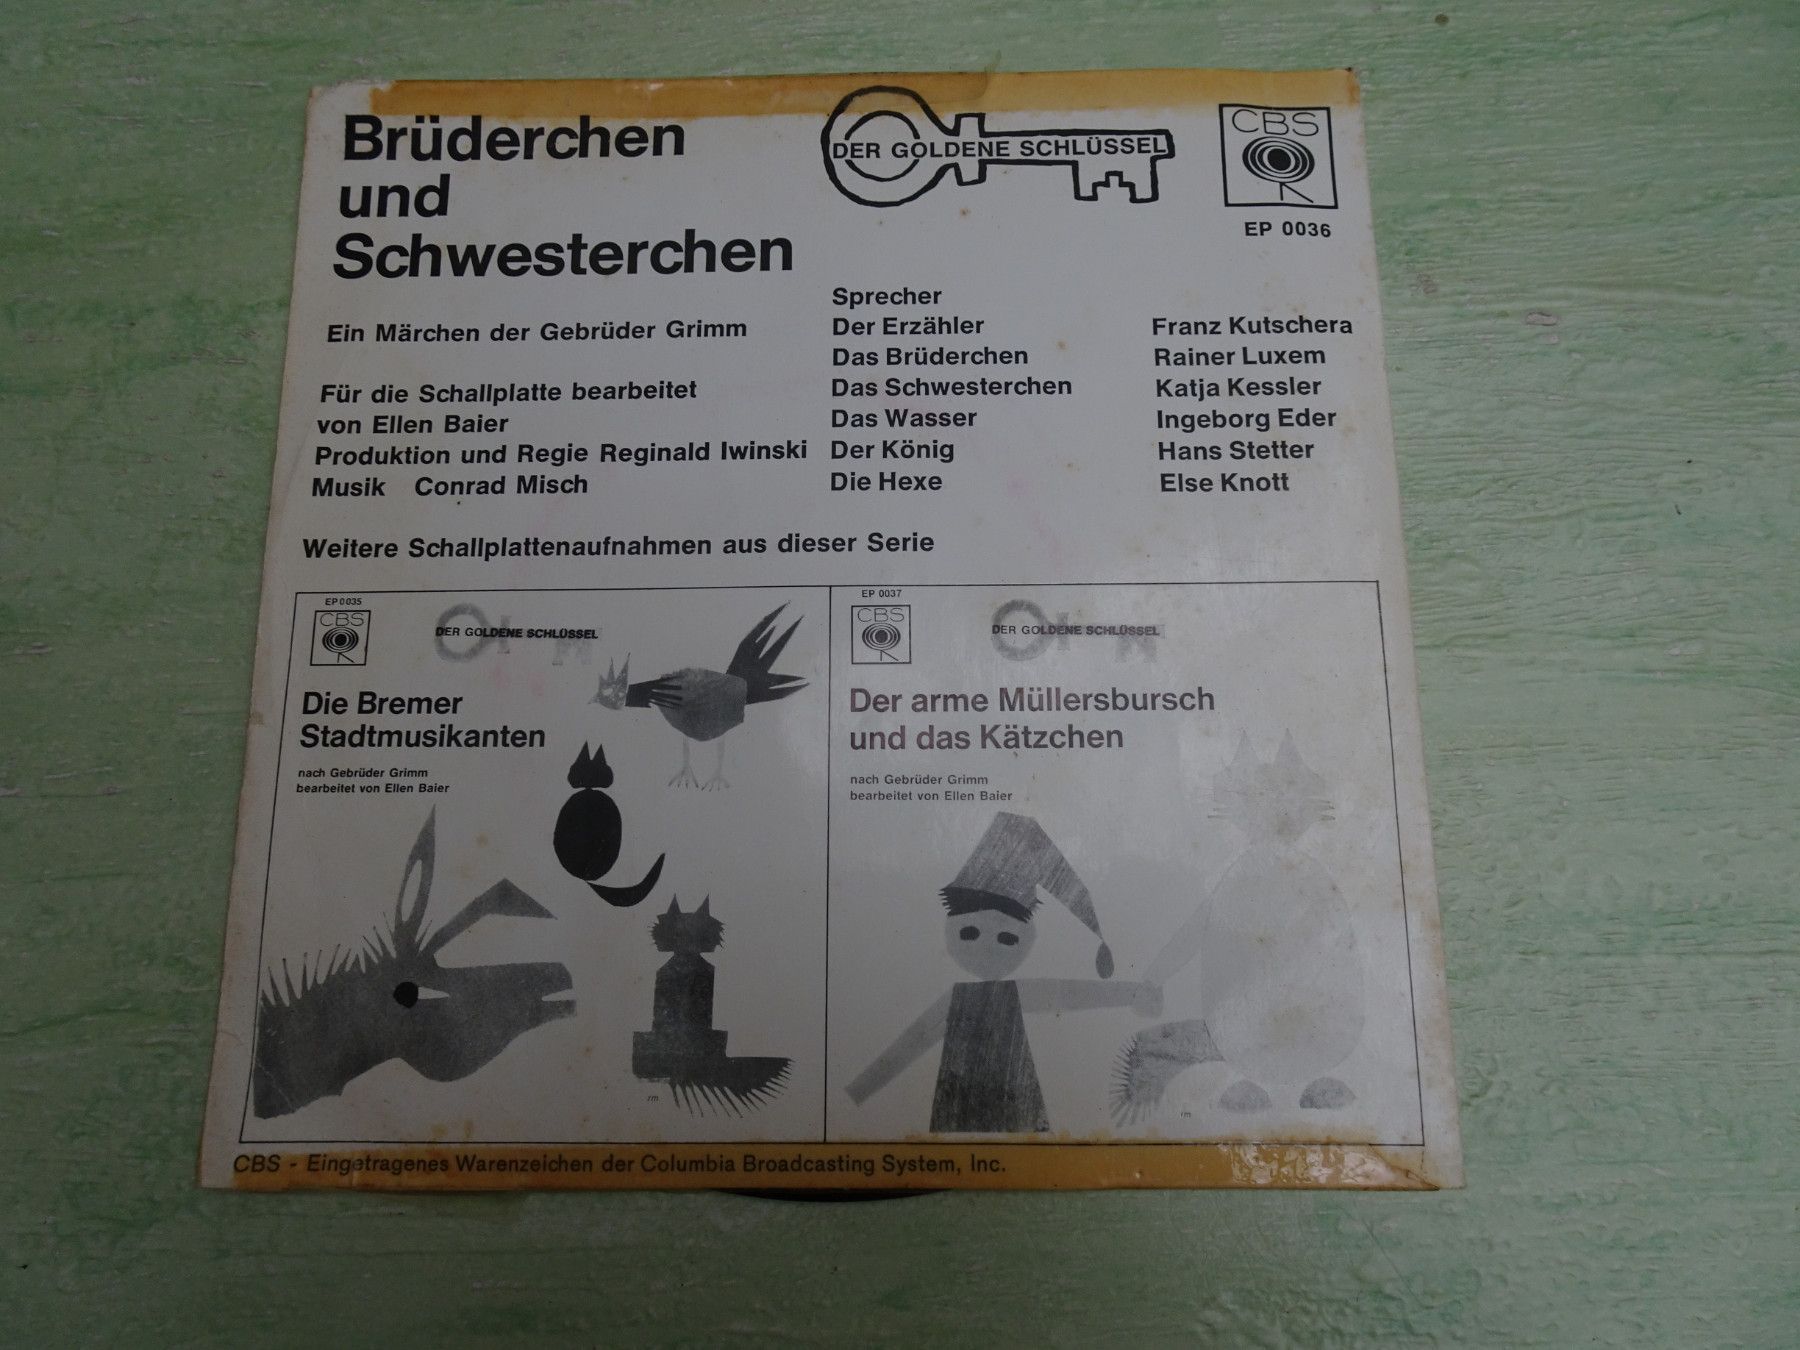 Brüderchen
und
Schwesterchen
DER GOLDENE SCHLÜSSEL
CBS
EP 0036
Ein Märchen der Gebrüder Grimm
Für die Schallplatte bearbeitet
von Ellen Baier
Produktion und Regie Reginald Iwinski
Musik Conrad Misch
Sprecher
Der Erzähler Franz Kutschera
Das Brüderchen Rainer Luxem
Das Schwesterchen Katja Kessler
Das Wasser Ingeborg Eder
Der König Hans Stetter
Die Hexe Else Knott
Weitere Schallplattenaufnahmen aus dieser Serie
EP 0035
CBS
DER GOLDENE SCHLÜSSEL
Die Bremer
Stadtmusikanten
nach Gebrüder Grimm
bearbeitet von Ellen Baier
rm
EP 0037
CBS
DER GOLDENE SCHLÜSSEL
Der arme Müllersbursch
und das Kätzchen
nach Gebrüder Grimm
bearbeitet von Ellen Baier
rm
CBS - Eingetragenes Warenzeichen der Columbia Broadcasting System, Inc.